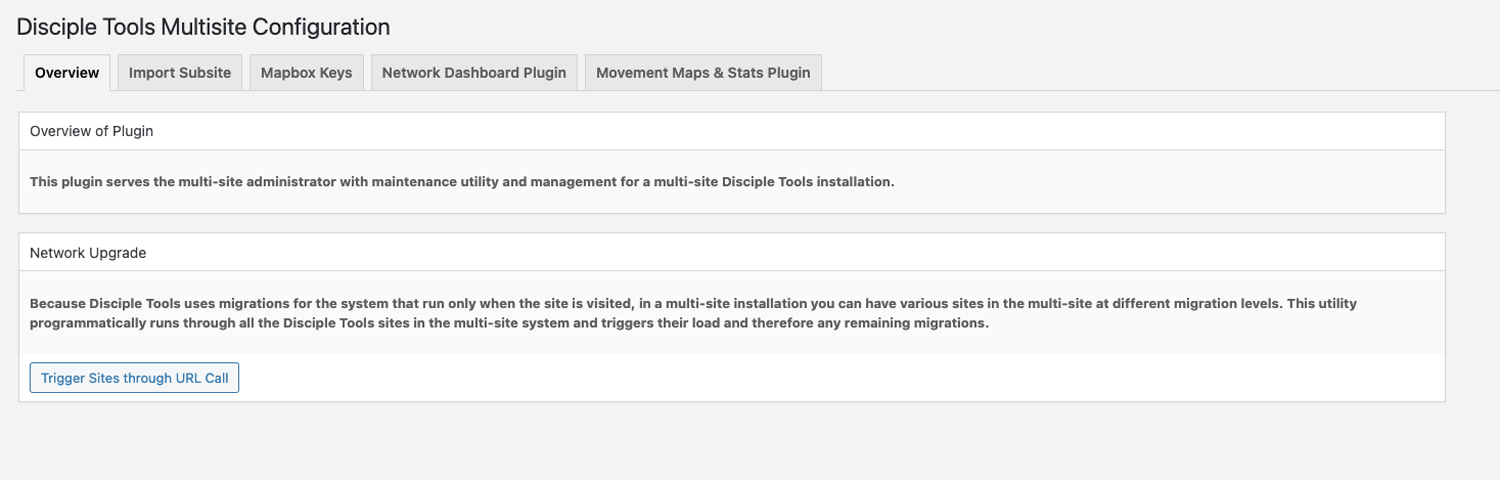 Disciple Tools Multisite Configuration
Overview Import Subsite Mapbox Keys Network Dashboard Plugin Movement Maps & Stats Plugin
Overview of Plugin
This plugin serves the multi-site administrator with maintenance utility and management for a multi-site Disciple Tools installation.
Network Upgrade
Because Disciple Tools uses migrations for the system that run only when the site is visited, in a multi-site installation you can have various sites in the multi-site at different migration levels. This utility
programmatically runs through all the Disciple Tools sites in the multi-site system and triggers their load and therefore any remaining migrations.
Trigger Sites through URL Call